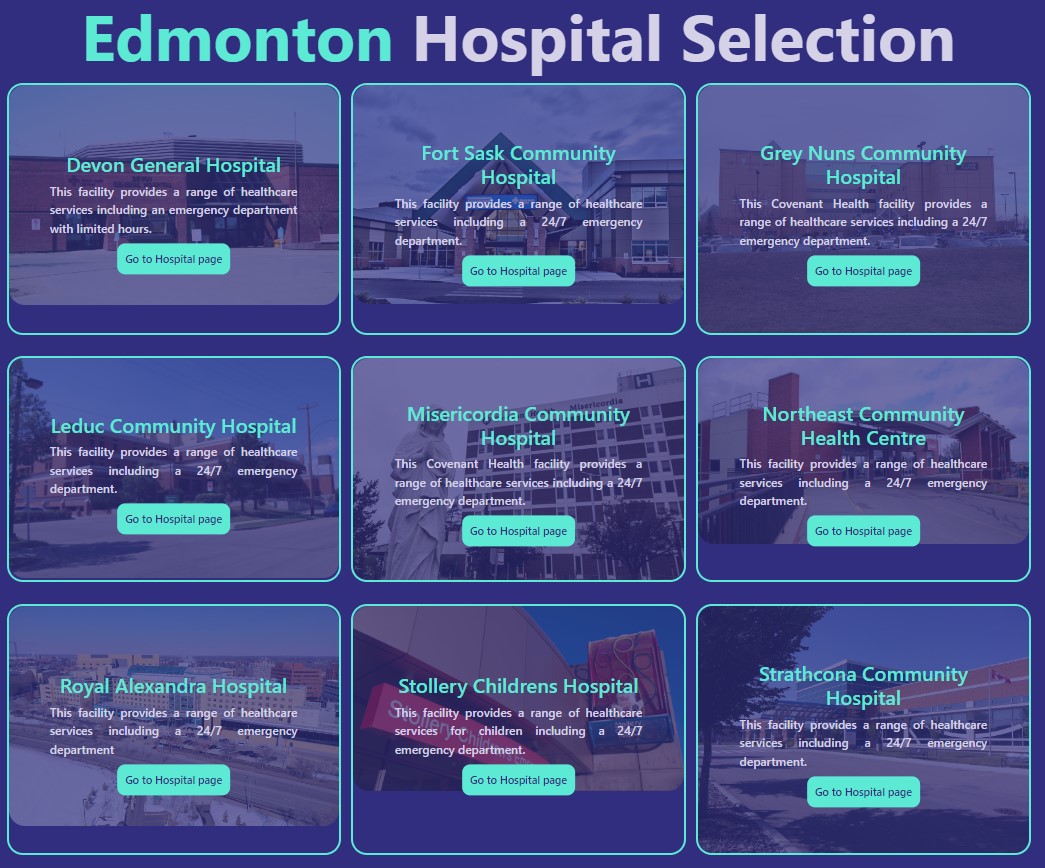 Edmonton Hospital Selection
Devon General Hospital
This facility provides a range of healthcare
services including an emergency department
with limited hours.
Go to Hospital page
Fort Sask Community
Hospital
This facility provides a range of healthcare
services including a 24/7 emergency
department.
Go to Hospital page
Grey Nuns Community
Hospital
This Covenant Health facility provides a
range of healthcare services including a 24/7
emergency department.
Go to Hospital page
Leduc Community Hospital
This facility provides a range of healthcare
services including a 24/7 emergency
department.
Go to Hospital page
H
Misericordia
Misericordia Community
Hospital
This Covenant Health facility provides a
range of healthcare services including a 24/7
emergency department.
Go to Hospital page
Northeast Community
Health Centre
This facility provides a range of healthcare
services including a 24/7 emergency
department.
Go to Hospital page
Royal Alexandra Hospital
This facility provides a range of healthcare
services including a 24/7 emergency
department
Go to Hospital page
Stollery Childrens Hospital
This facility provides a range of healthcare
services for children including a 24/7
emergency department.
Stollery Children's
Go to Hospital page
Strathcona Community
Hospital
This facility provides a range of healthcare
services including a 24/7 emergency
department.
Go to Hospital page